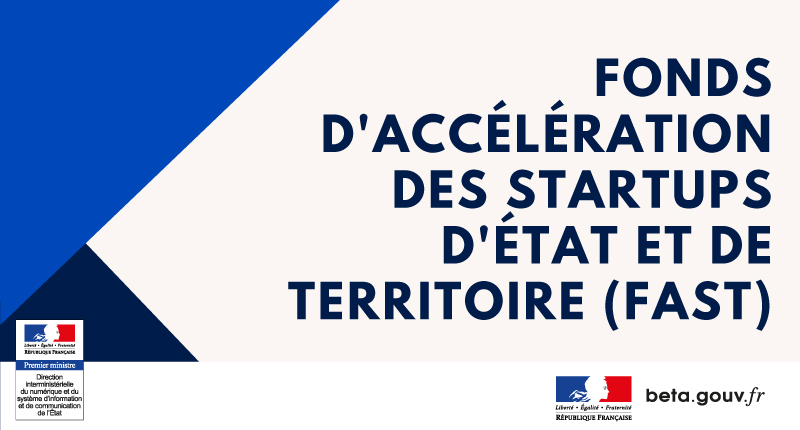 FONDS
D'ACCÉLÉRATION
DES STARTUPS
D'ÉTAT ET DE
TERRITOIRE (FAST)
Liberté • Égalité • Fraternité
RÉPUBLIQUE FRANÇAISE
Premier ministre
Direction
interministérielle
du numérique et du
système d'information
et de communication
de l'État
Liberté • Égalité • Fraternité
RÉPUBLIQUE FRANÇAISE
beta.gouv.fr